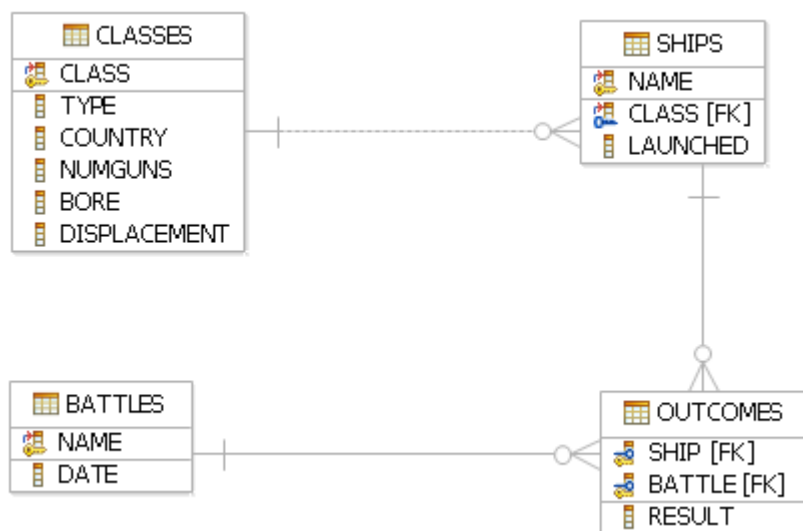 CLASSES
CLASS
TYPE
COUNTRY
NUMGUNS
BORE
DISPLACEMENT
SHIPS
NAME
CLASS [FK]
LAUNCHED
BATTLES
NAME
DATE
OUTCOMES
SHIP [FK]
BATTLE [FK]
RESULT